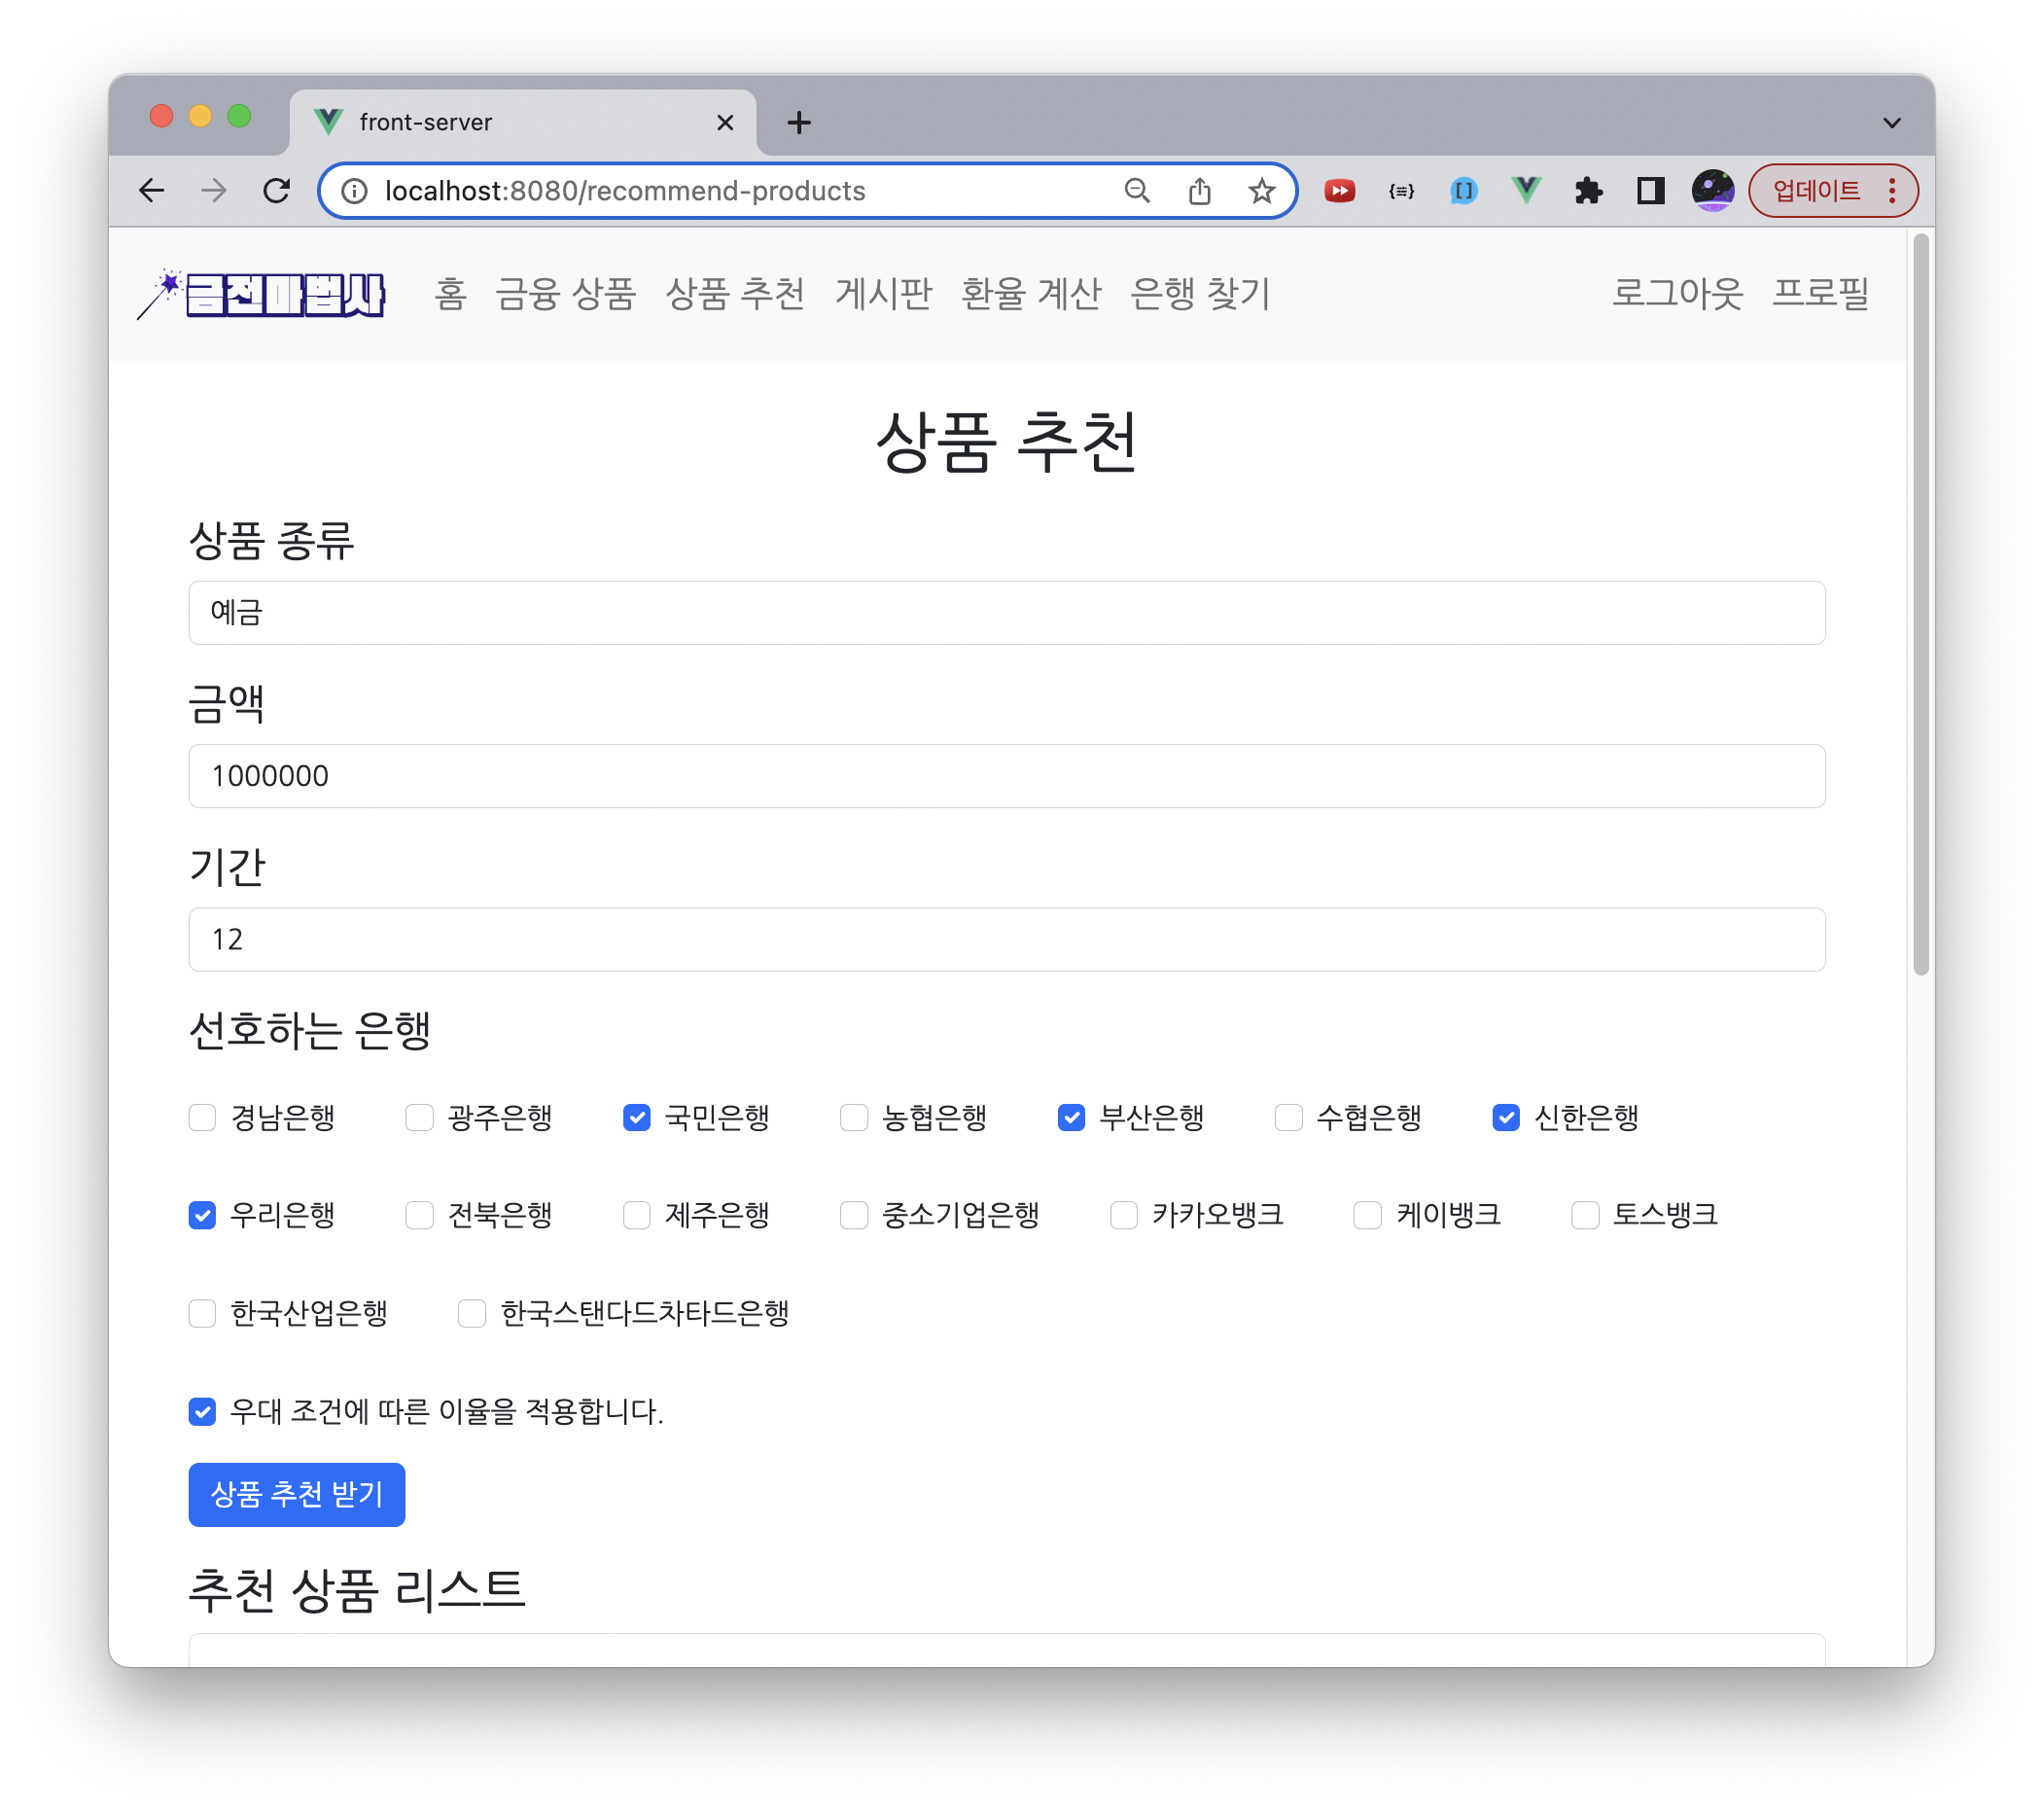 front-server
localhost:8080/recommend-products
업데이트
금전마법사 홈 금융 상품 상품 추천 게시판 환율 계산 은행 찾기 로그아웃 프로필
상품 추천
상품 종류
예금
금액
1000000
기간
12
선호하는 은행
경남은행 광주은행 국민은행 농협은행 부산은행 수협은행 신한은행
우리은행 전북은행 제주은행 중소기업은행 카카오뱅크 케이뱅크 토스뱅크
한국산업은행 한국스탠다드차타드은행
우대 조건에 따른 이율을 적용합니다.
상품 추천 받기
추천 상품 리스트